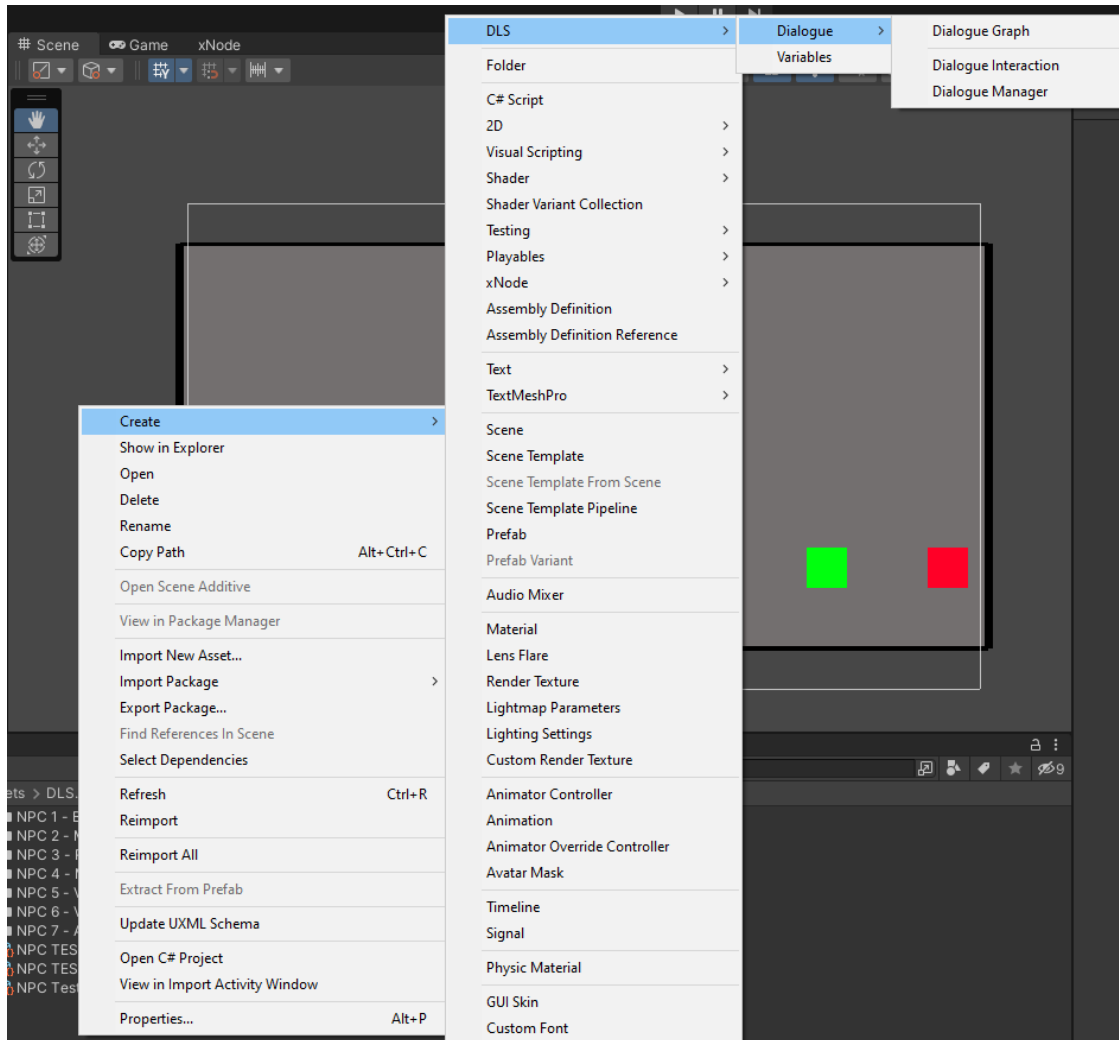 Scene
Game
xNode
DLS
Folder
C# Script
2D
Visual Scripting
Shader
Shader Variant Collection
Testing
Playables
xNode
Assembly Definition
Assembly Definition Reference
Text
TextMeshPro
Scene
Scene Template
Scene Template From Scene
Scene Template Pipeline
Prefab
Prefab Variant
Audio Mixer
Material
Lens Flare
Render Texture
Lightmap Parameters
Lighting Settings
Custom Render Texture
Animator Controller
Animation
Animator Override Controller
Avatar Mask
Timeline
Signal
Physic Material
GUI Skin
Custom Font
Dialogue
Variables
Dialogue Graph
Dialogue Interaction
Dialogue Manager
Create
Show in Explorer
Open
Delete
Rename
Copy Path Alt+Ctrl+C
Open Scene Additive
View in Package Manager
Import New Asset...
Import Package
Export Package...
Find References In Scene
Select Dependencies
Refresh Ctrl+R
Reimport
Reimport All
Extract From Prefab
Update UXML Schema
Open C# Project
View in Import Activity Window
Properties... Alt+P
9
ets > DLS.
NPC 1 -
NPC 2 -
NPC 3 -
NPC 4 -
NPC 5 -
NPC 6 -
NPC 7 -
NPC TES
NPC TES
NPC Test